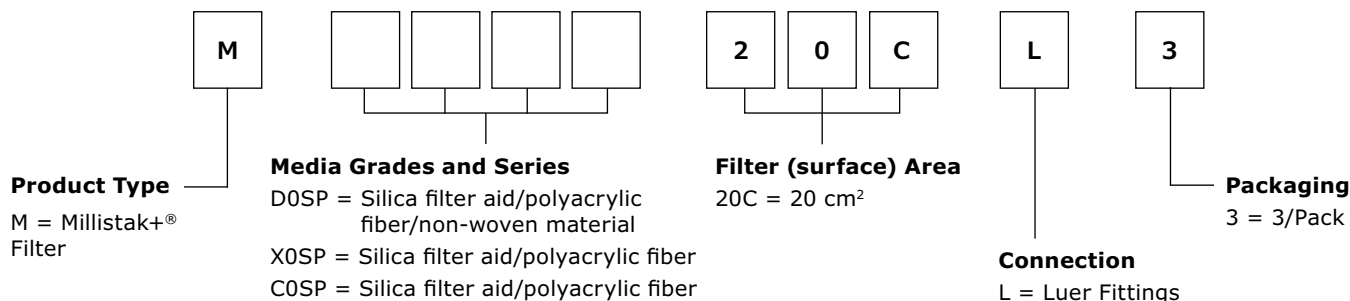 M 2 0 C L 3
Product Type
M = Millistak+®
Filter
Media Grades and Series
D0SP = Silica filter aid/polyacrylic
fiber/non-woven material
X0SP = Silica filter aid/polyacrylic fiber
C0SP = Silica filter aid/polyacrylic fiber
Filter (surface) Area
20C = 20 cm²
Connection
L = Luer Fittings
Packaging
3 = 3/Pack